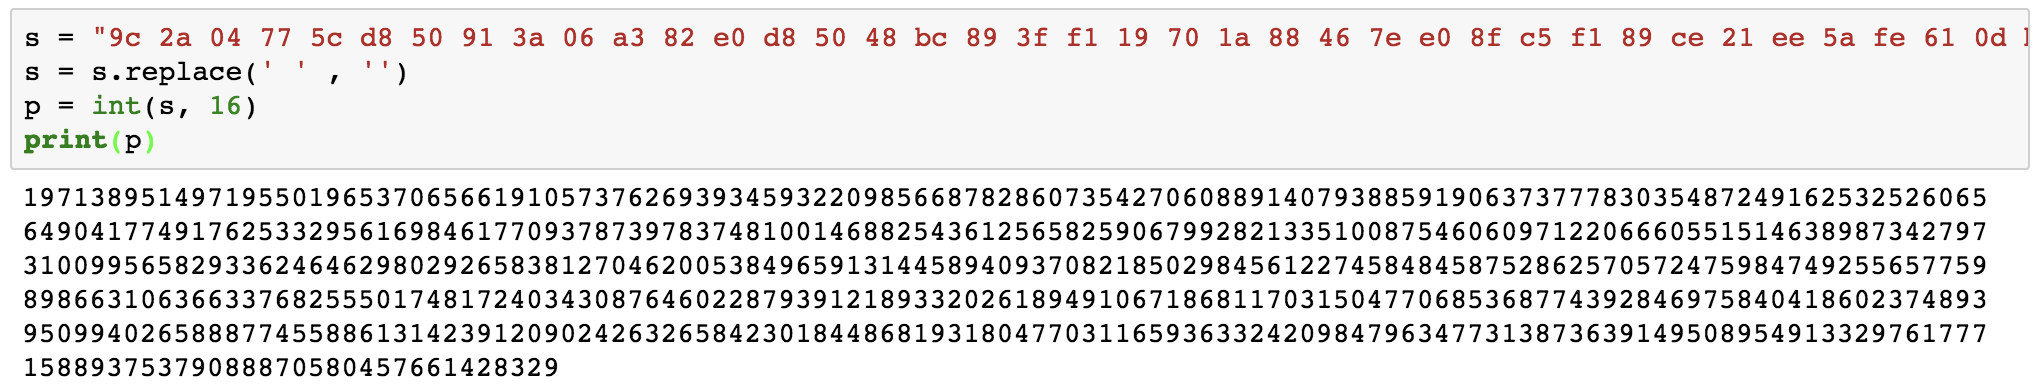 s = "9c 2a 04 77 5c d8 50 91 3a 06 a3 82 e0 d8 50 48 bc 89 3f f1 19 70 1a 88 46 7e e0 8f c5 f1 89 ce 21 ee 5a fe 61 0d
s = s.replace(' ' , '')
p = int(s, 16)
print(p)
1971389514971955019653706566191057376269393459322098566878286073542706088914079388591906373777830354872491625325260​65
6490417749176253329561698461770937873978374810014688254361256582590679928213351008754606097122066605515146389873427​97
3100995658293362464629802926583812704620053849659131445894093708218502984561227458484587528625705724759847492556577​59
8986631063663376825550174817240343087646022879391218933202618949106718681170315047706853687743928469758404186023748​93
9509940265888774558861314239120902426326584230184486819318047703116593633242098479634773138736391495089549133297617​77
15889375379088870580457661428329